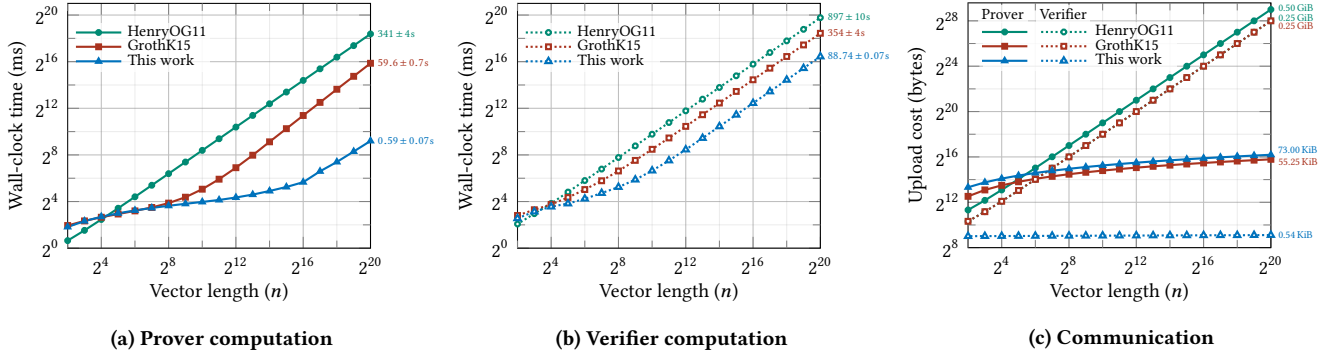 2^20
2^16
2^12
2^8
2^4
2^0
Wall-clock time (ms)
HenryOG11
GrothK15
This work
341 ± 4s
59.6 ± 0.7s
0.59 ± 0.07s
2^4
2^8
2^12
2^16
2^20
Vector length (n)
(a) Prover computation
2^20
2^16
2^12
2^8
2^4
2^0
Wall-clock time (ms)
HenryOG11
GrothK15
This work
897 ± 10s
354 ± 4s
88.74 ± 0.07s
2^4
2^8
2^12
2^16
2^20
Vector length (n)
(b) Verifier computation
2^28
2^24
2^20
2^16
2^12
2^8
Upload cost (bytes)
Prover Verifier
HenryOG11
GrothK15
This work
0.50 GiB
0.25 GiB
0.25 GiB
73.00 KiB
55.25 KiB
0.54 KiB
2^4
2^8
2^12
2^16
2^20
Vector length (n)
(c) Communication